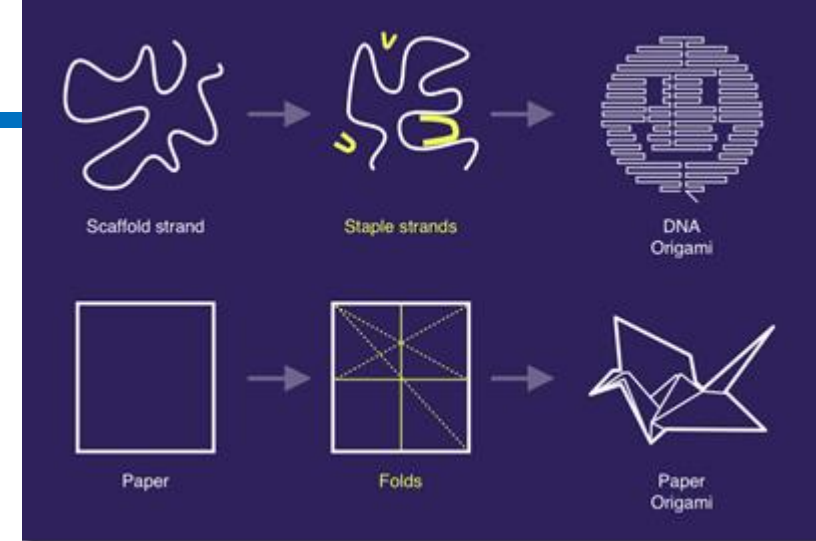 Scaffold strand
Staple strands
DNA
Origami
Paper
Folds
Paper
Origami